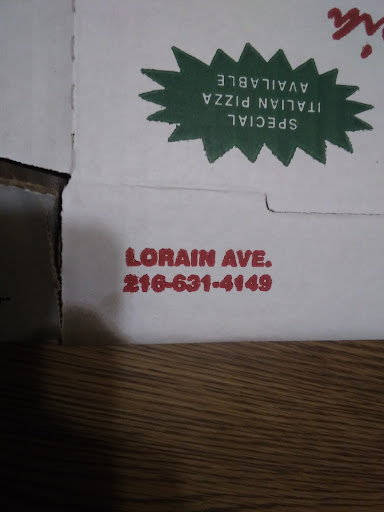 SPECIAL
ITALIAN PIZZA
AVAILABLE
LORAIN AVE.
216-631-4149